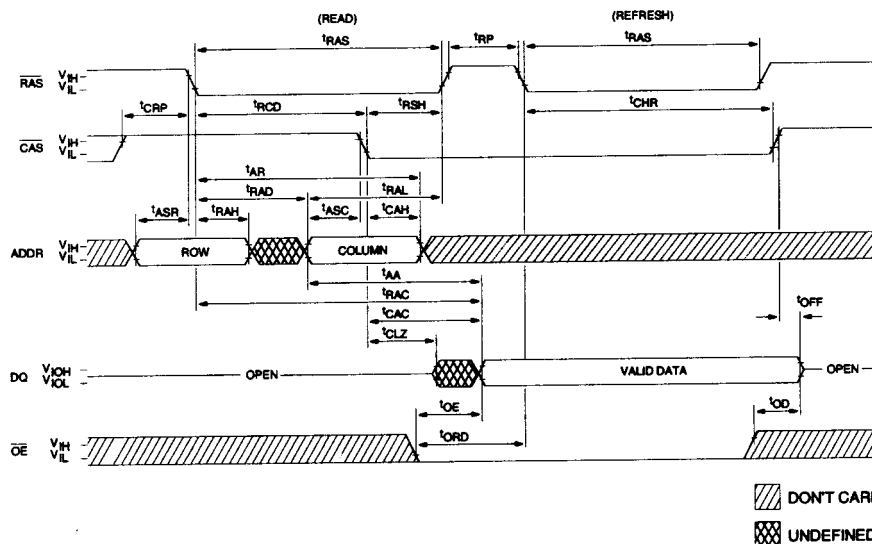 (READ) (REFRESH)
tRAS tRP tRAS
RAS VIH VIL
tCRP tRCD tRSH tCHR
CAS VIH VIL
tAR
tRAD tRAL
tASR tRAH tASC tCAH
ADDR VIH VIL ROW COLUMN
tAA
tRAC
tCAC tOFF
tCLZ
DQ VIOH VIOL OPEN VALID DATA OPEN
tOE tOD
tORD
OE VIH VIL
DON'T CAR
UNDEFINED